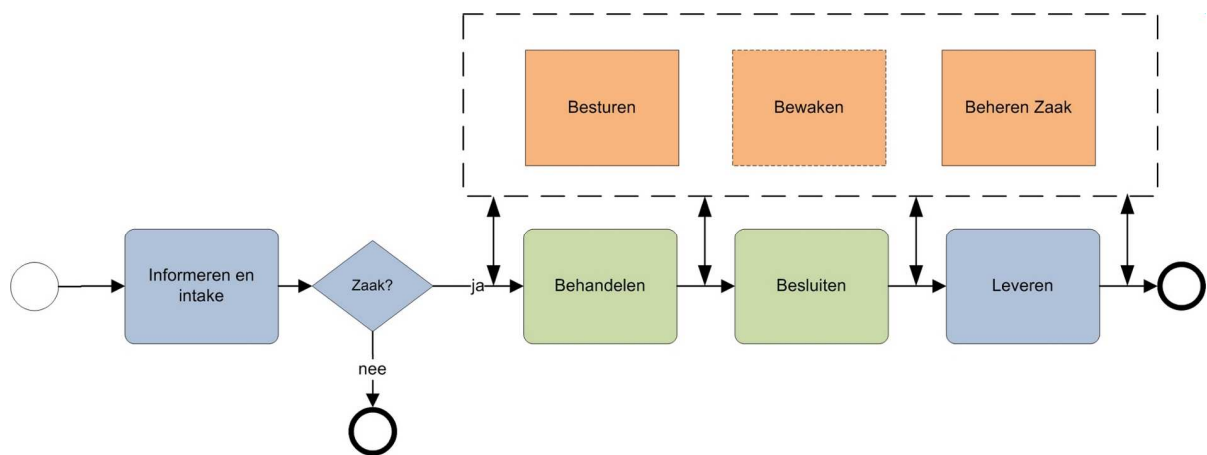 Besturen
Bewaken
Beheren Zaak
Informeren en
intake
Zaak?
ja
Behandelen
Besluiten
Leveren
nee